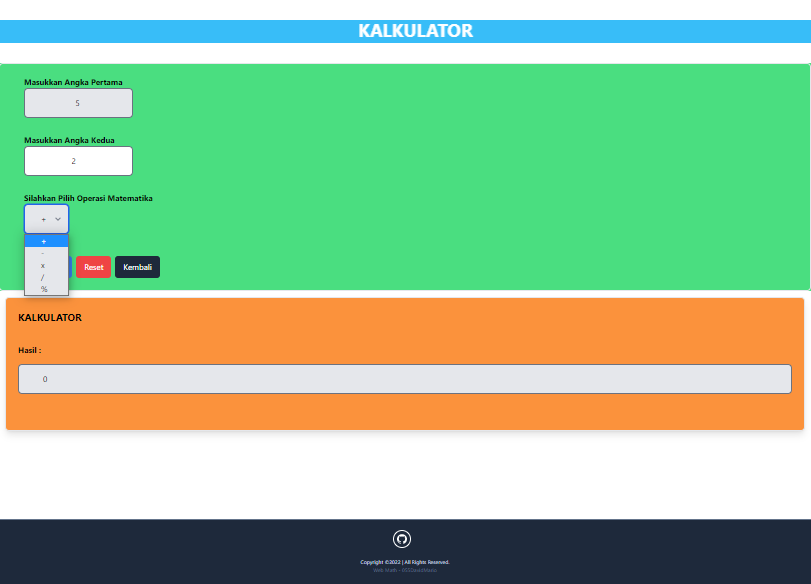 KALKULATOR
Masukkan Angka Pertama
5
Masukkan Angka Kedua
2
Silahkan Pilih Operasi Matematika
+
+
-
x
/
%
Reset
Kembali
KALKULATOR
Hasil :
0
Copyright ©2022 | All Rights Reserved.